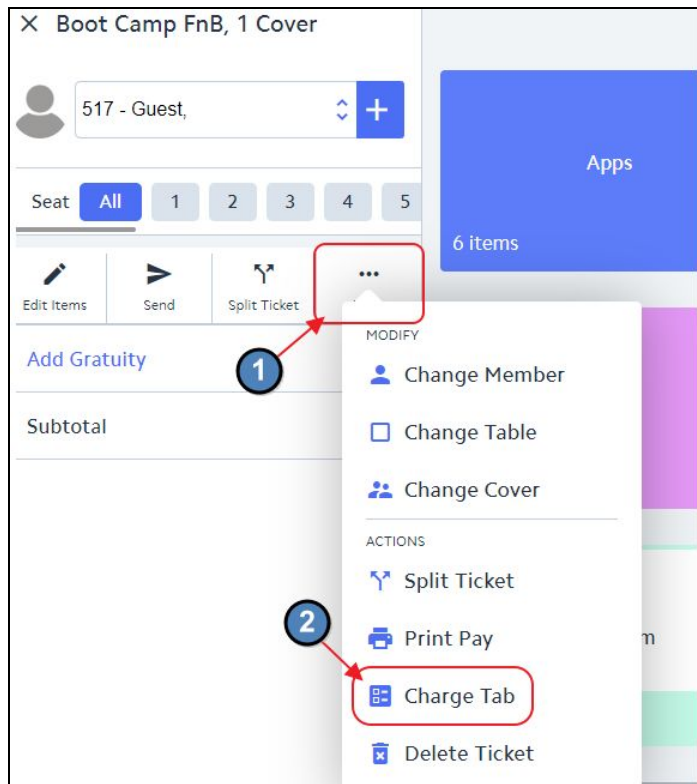 Boot Camp FnB, 1 Cover
517 - Guest,
Apps
6 items
Seat All 1 2 3 4 5
Edit Items Send Split Ticket
1
MODIFY
Add Gratuity
Change Member
Subtotal
Change Table
Change Cover
ACTIONS
Split Ticket
2
Print Pay
m
Charge Tab
Delete Ticket